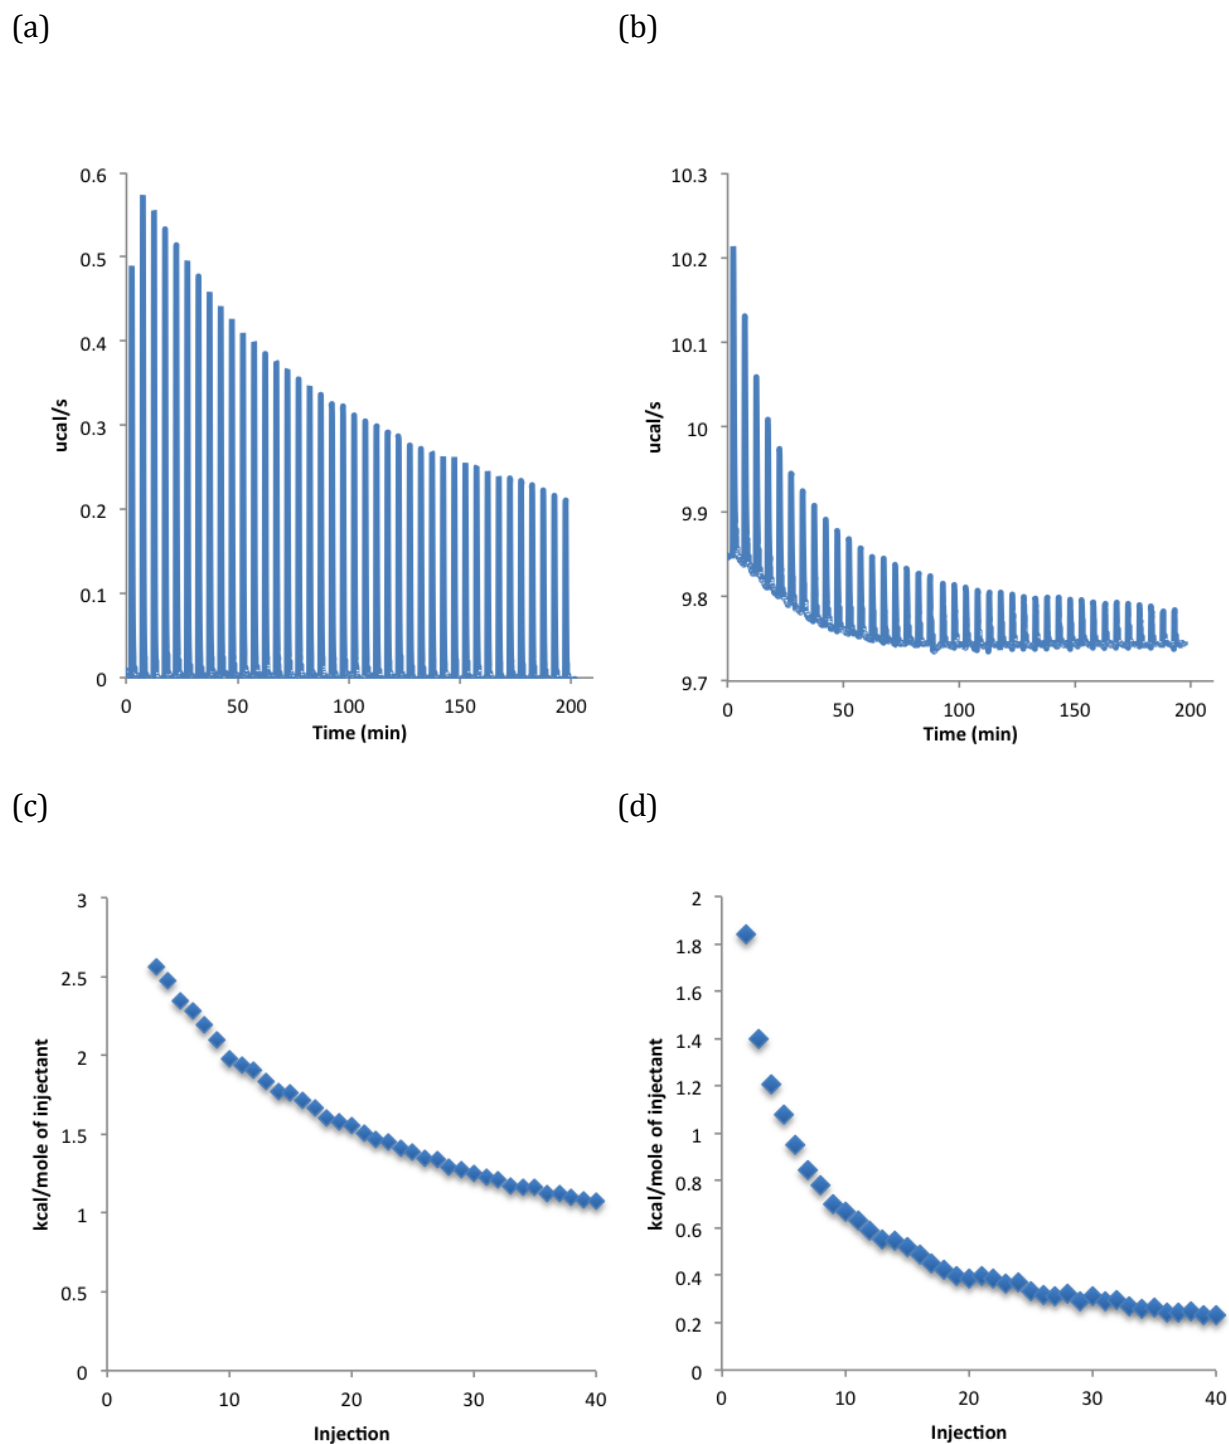 (a)
(b)
0.6
0.5
0.4
0.3
0.2
0.1
0
ucal/s
0 50 100 150 200
Time (min)
10.3
10.2
10.1
10
9.9
9.8
9.7
ucal/s
0 50 100 150 200
Time (min)
(c)
(d)
3
2.5
2
1.5
1
0.5
0
kcal/mole of injectant
0 10 20 30 40
Injection
2
1.8
1.6
1.4
1.2
1
0.8
0.6
0.4
0.2
0
kcal/mole of injectant
0 10 20 30 40
Injection